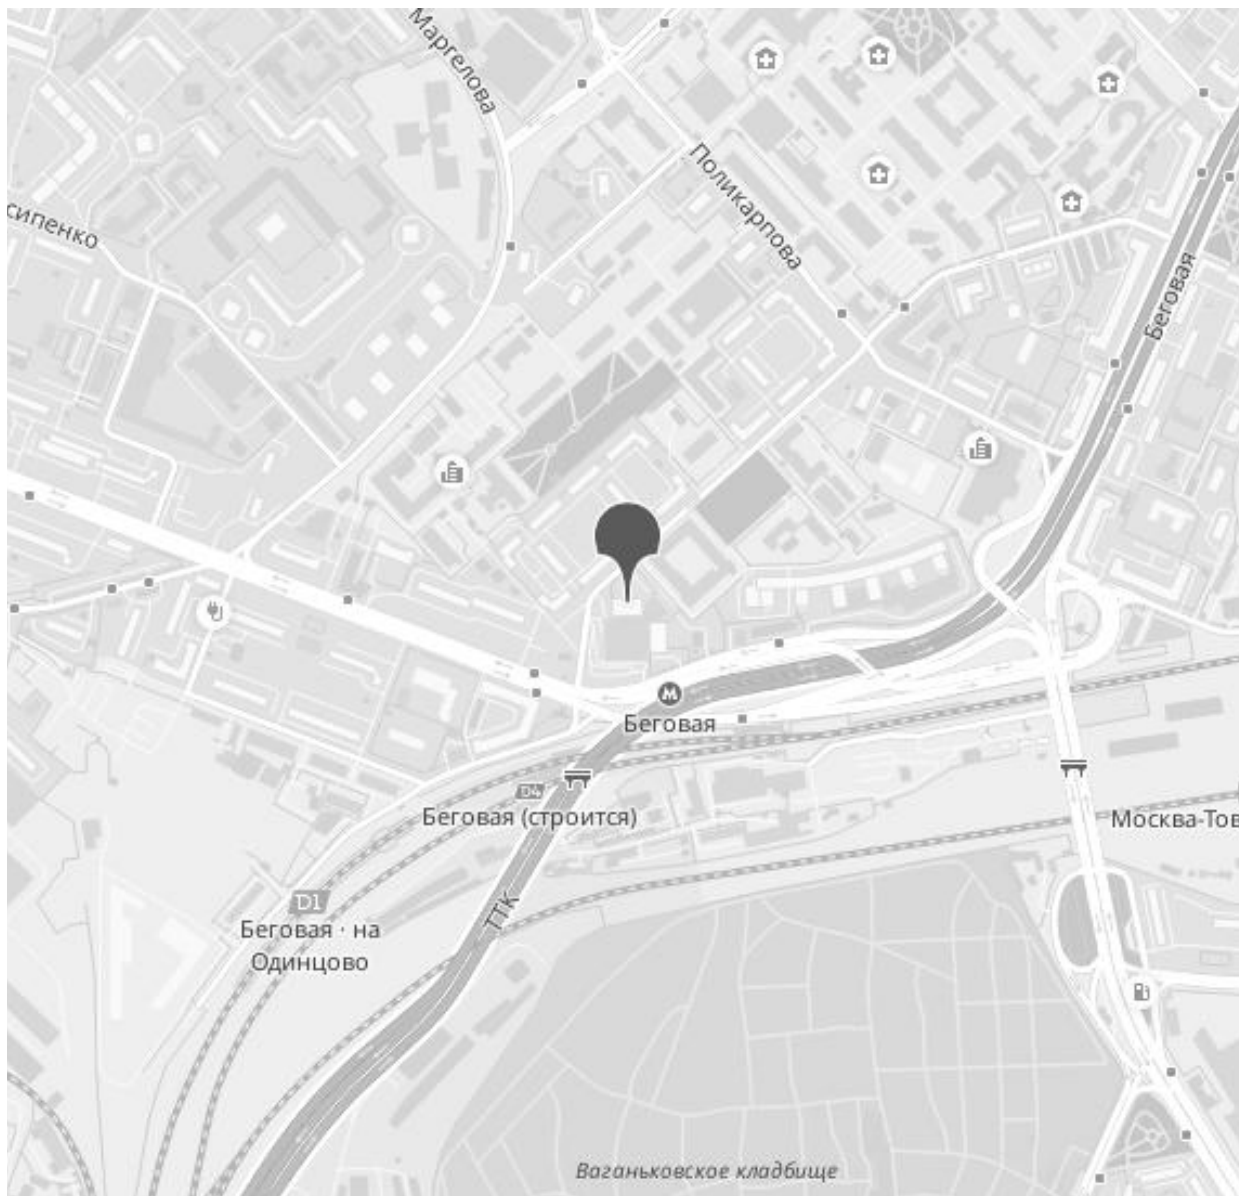 Маргелова
Поликарпова
сипенко
Беговая
М
Беговая
D4
Беговая (строится)
Москва-Тов
ТТК
D1
Беговая · на
Одинцово
Ваганьковское кладбище